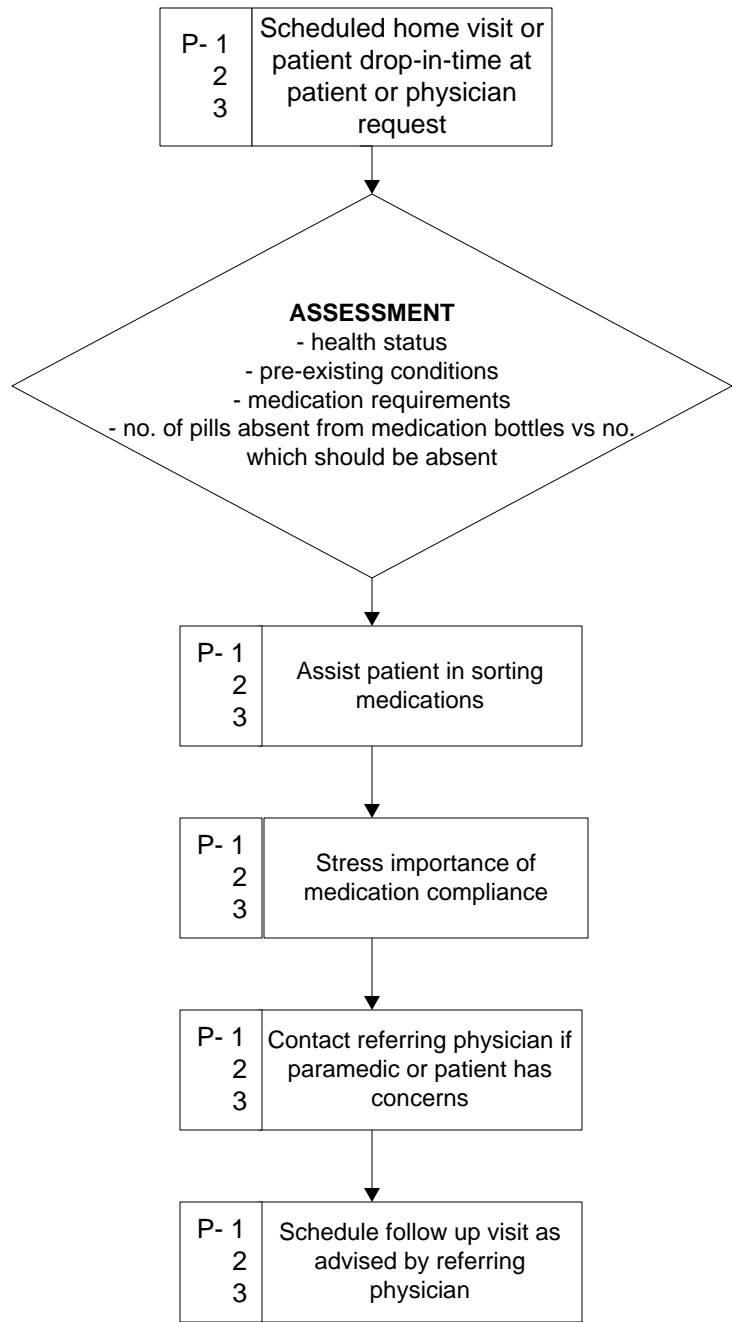 P- 1
2
3
Scheduled home visit or
patient drop-in-time at
patient or physician
request
ASSESSMENT
- health status
- pre-existing conditions
- medication requirements
- no. of pills absent from medication bottles vs no.
which should be absent
P- 1
2
3
Assist patient in sorting
medications
P- 1
2
3
Stress importance of
medication compliance
P- 1
2
3
Contact referring physician if
paramedic or patient has
concerns
P- 1
2
3
Schedule follow up visit as
advised by referring
physician